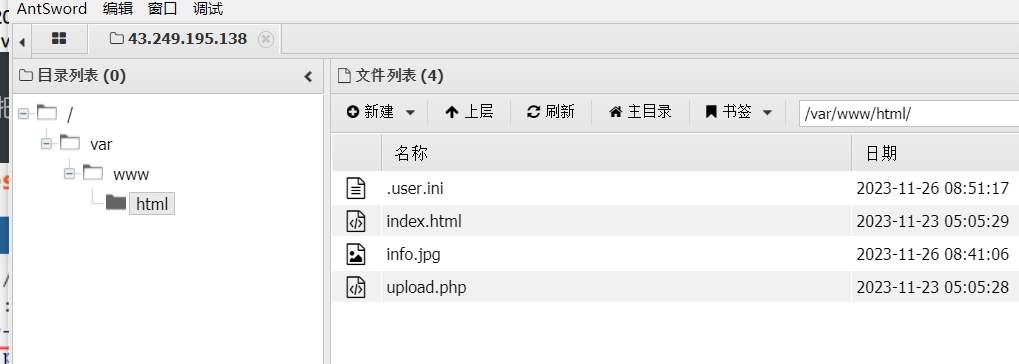 AntSword 编辑 窗口 调试
43.249.195.138
目录列表 (0)
文件列表 (4)
新建 上层 刷新 主目录 书签 /var/www/html/
/
var
www
html
名称 日期
.user.ini 2023-11-26 08:51:17
index.html 2023-11-23 05:05:29
info.jpg 2023-11-26 08:41:06
upload.php 2023-11-23 05:05:28